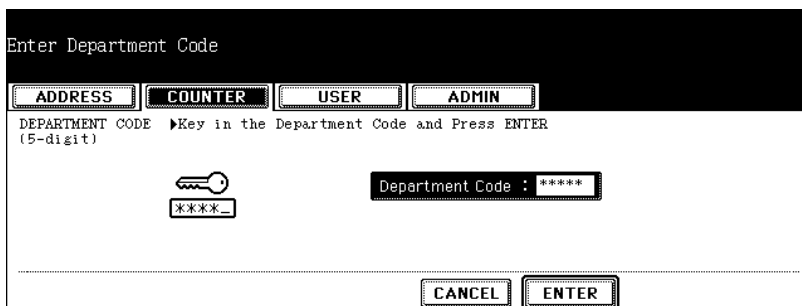 Enter Department Code
ADDRESS COUNTER USER ADMIN
DEPARTMENT CODE ▶Key in the Department Code and Press ENTER
(5-digit)
Department Code : *****
****_
CANCEL ENTER